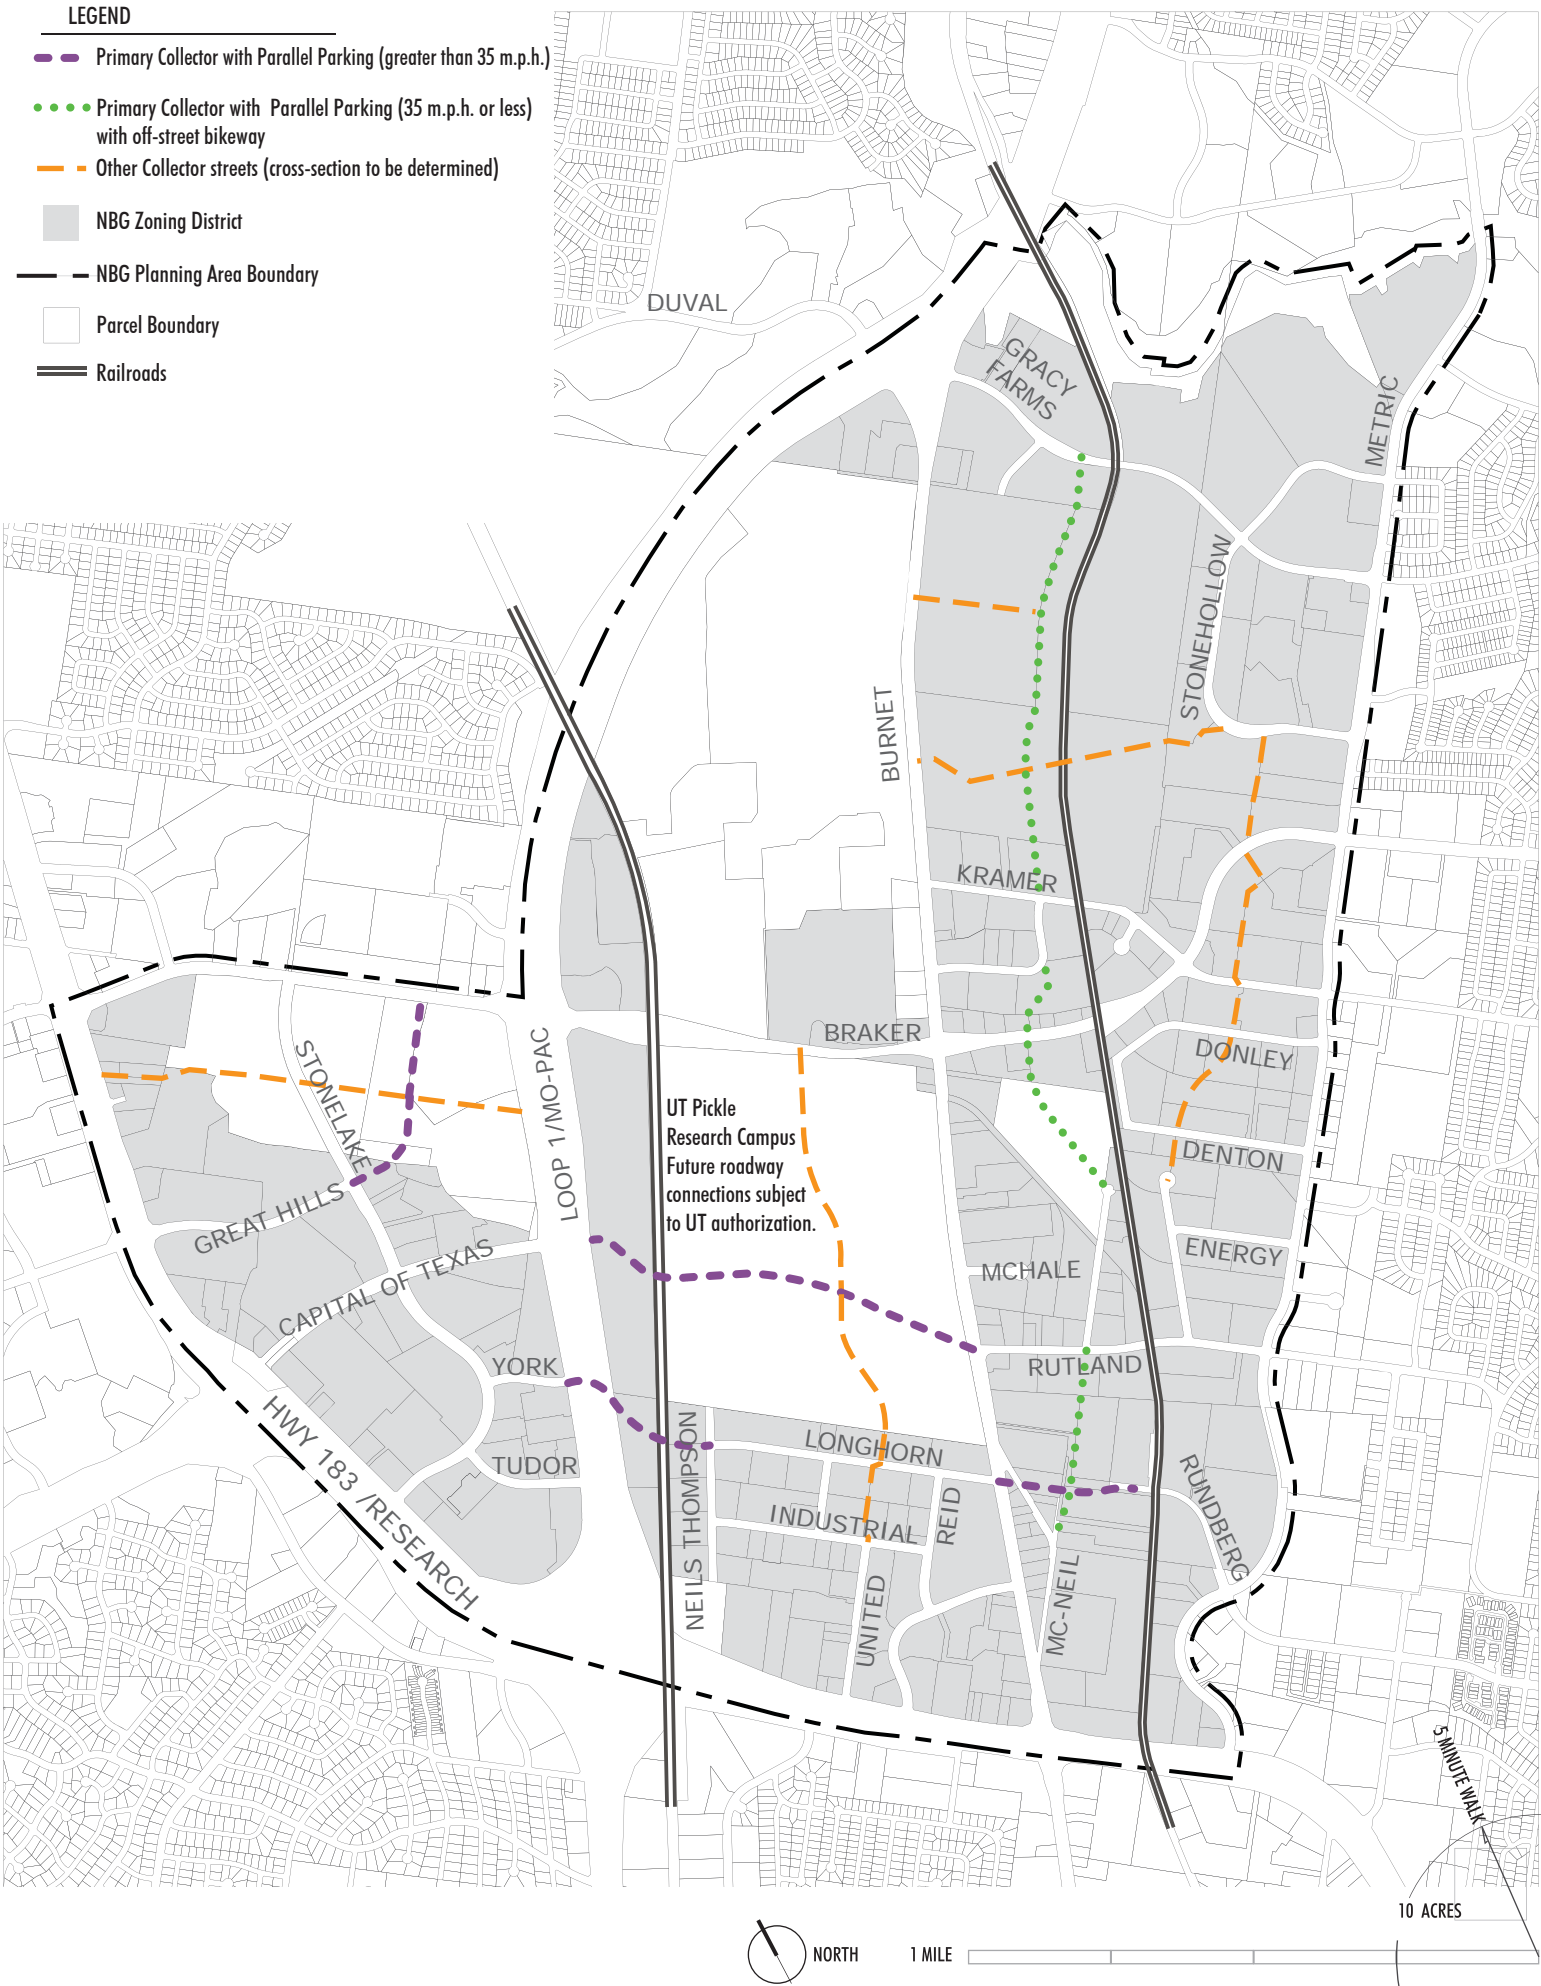 LEGEND
Primary Collector with Parallel Parking (greater than 35 m.p.h.)
Primary Collector with Parallel Parking (35 m.p.h. or less)
with off-street bikeway
Other Collector streets (cross-section to be determined)
NBG Zoning District
NBG Planning Area Boundary
Parcel Boundary
Railroads
DUVAL
GRACY
FARMS
METRIC
STONEHOLLOW
BURNET
KRAMER
BRAKER
DONLEY
STONELAKE
LOOP 1/MO-PAC
UT Pickle
Research Campus
Future roadway
connections subject
to UT authorization.
DENTON
GREAT HILLS
ENERGY
CAPITAL OF TEXAS
MCHALE
YORK
RUTLAND
HWY 183 /RESEARCH
NEILS THOMPSON
LONGHORN
TUDOR
RUNDBERG
INDUSTRIAL
REID
UNITED
MC-NEIL
5 MINUTE WALK
10 ACRES
NORTH
1 MILE